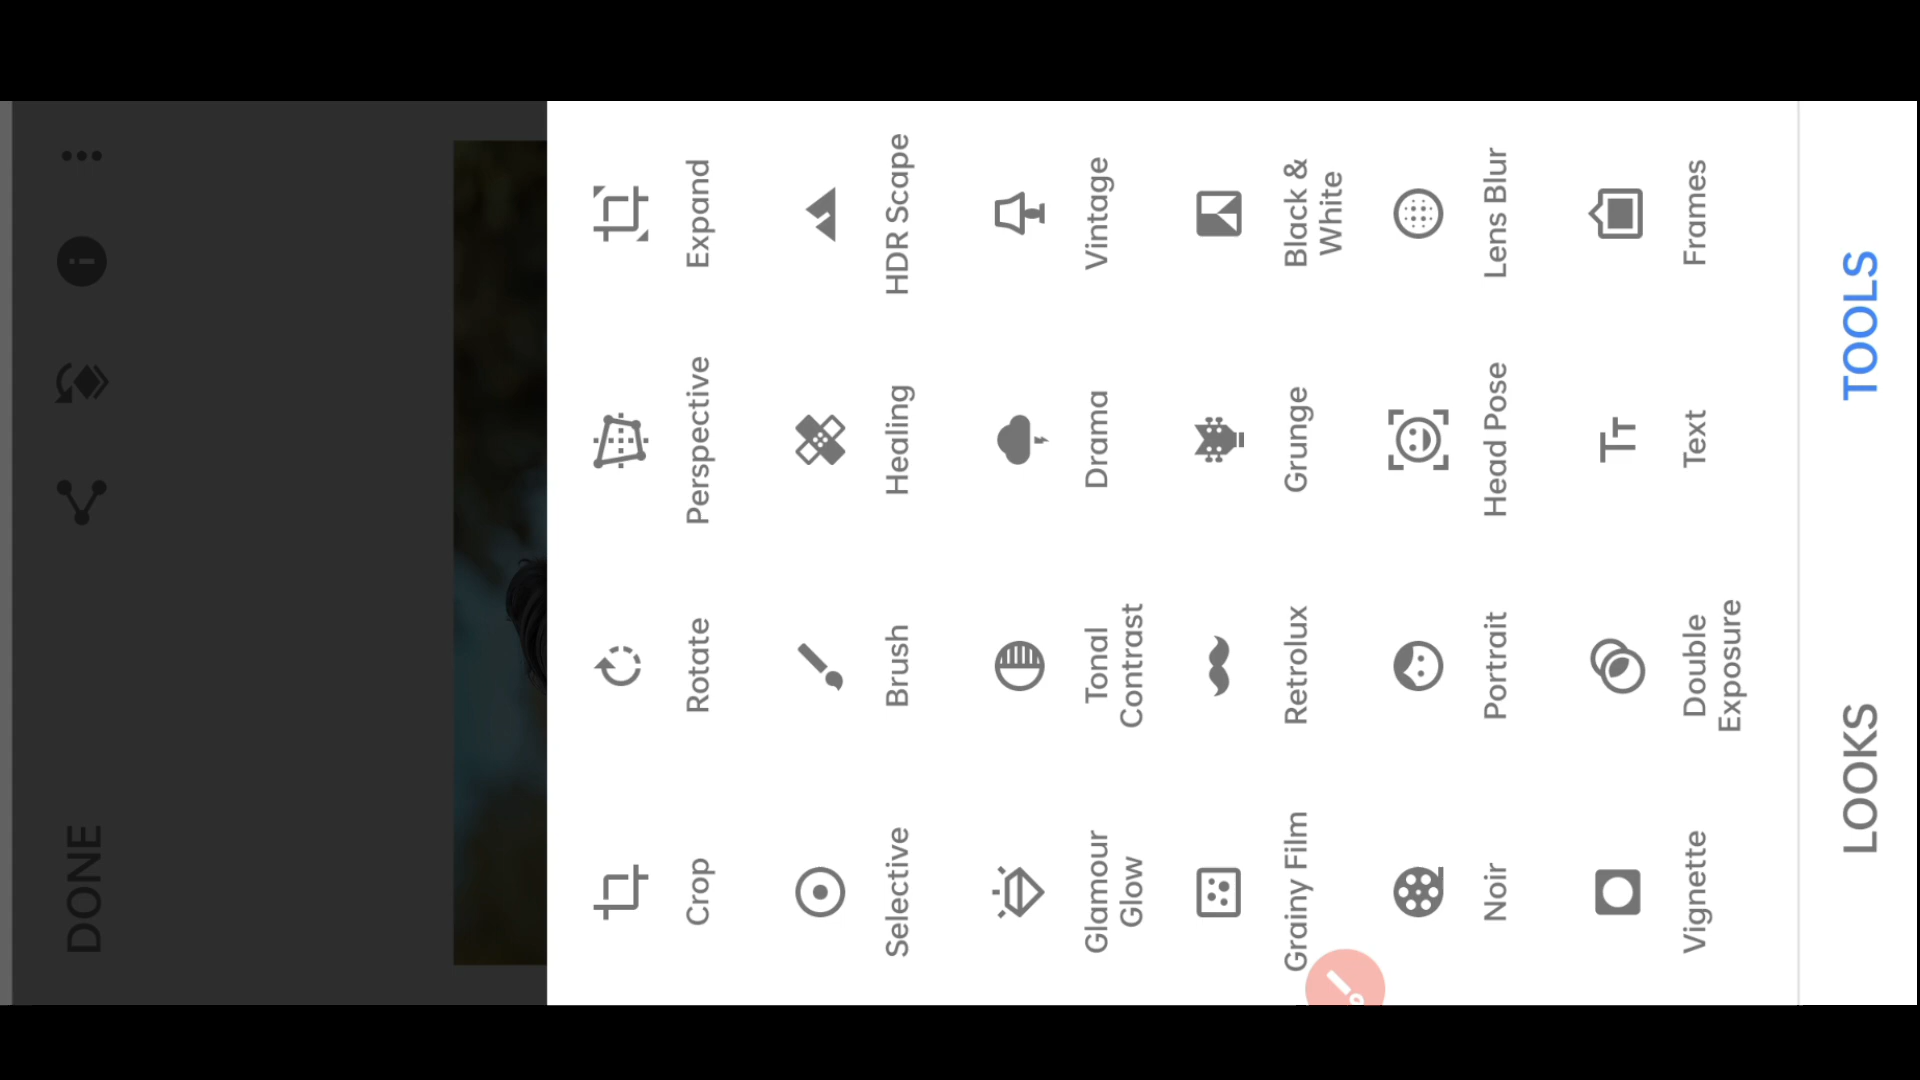 DONE
Crop
Rotate
Perspective
Expand
Selective
Brush
Healing
HDR Scape
Glamour
Glow
Tonal
Contrast
Drama
Vintage
Grainy Film
Retrolux
Grunge
Black &
White
Noir
Portrait
Head Pose
Lens Blur
Vignette
Double
Exposure
Text
Frames
LOOKS
TOOLS